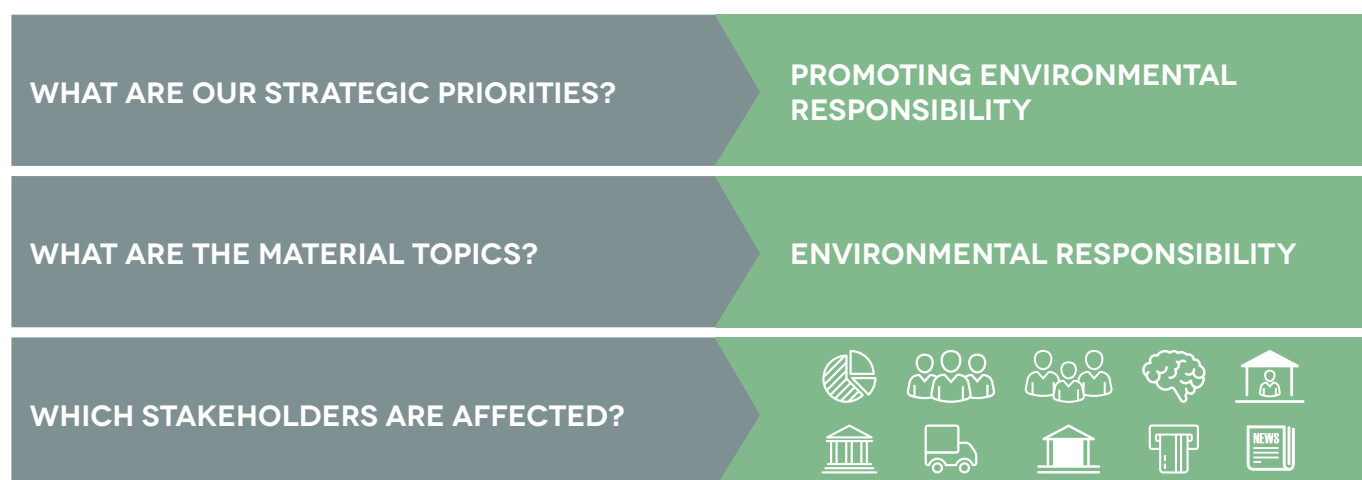 WHAT ARE OUR STRATEGIC PRIORITIES?
PROMOTING ENVIRONMENTAL
RESPONSIBILITY
WHAT ARE THE MATERIAL TOPICS?
ENVIRONMENTAL RESPONSIBILITY
WHICH STAKEHOLDERS ARE AFFECTED?
NEWS